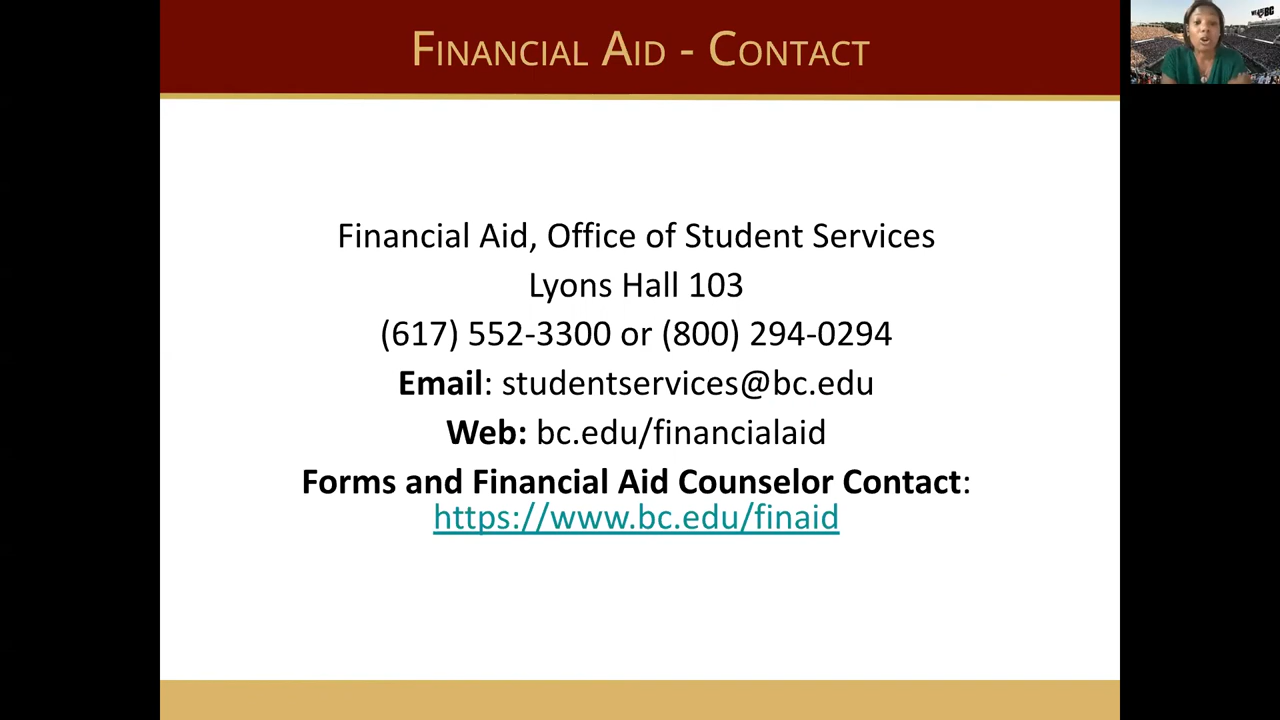 Financial Aid - Contact
Financial Aid, Office of Student Services
Lyons Hall 103
(617) 552-3300 or (800) 294-0294
Email: studentservices@bc.edu
Web: bc.edu/financialaid
Forms and Financial Aid Counselor Contact:
https://www.bc.edu/finaid